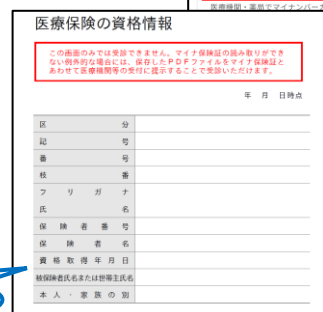 医療機関・薬局でマイナンバーカ
医療保険の資格情報
この画面のみでは受診できません。マイナ保険証の読み取りができ
ない例外的な場合には、保存したPDFファイルをマイナ保険証と
あわせて医療機関等の受付に提示することで受診いただけます。
年 月 日時点
区分
記号
番号
枝番
フリガナ
氏名
保険者番号
保険者名
資格取得年月日
被保険者氏名または世帯主氏名
本人・家族の別